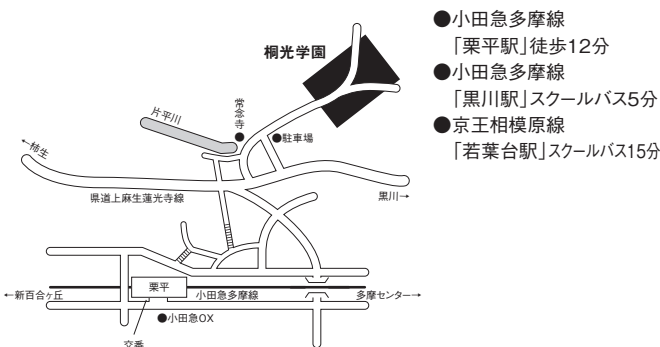 ●小田急多摩線
「栗平駅」徒歩12分
●小田急多摩線
「黒川駅」スクールバス5分
●京王相模原線
「若葉台駅」スクールバス15分
桐光学園
片平川
常念寺
●駐車場
←柿生
県道上麻生蓮光寺線
黒川→
栗平
←新百合ヶ丘
小田急多摩線
多摩センター→
●小田急OX
交番